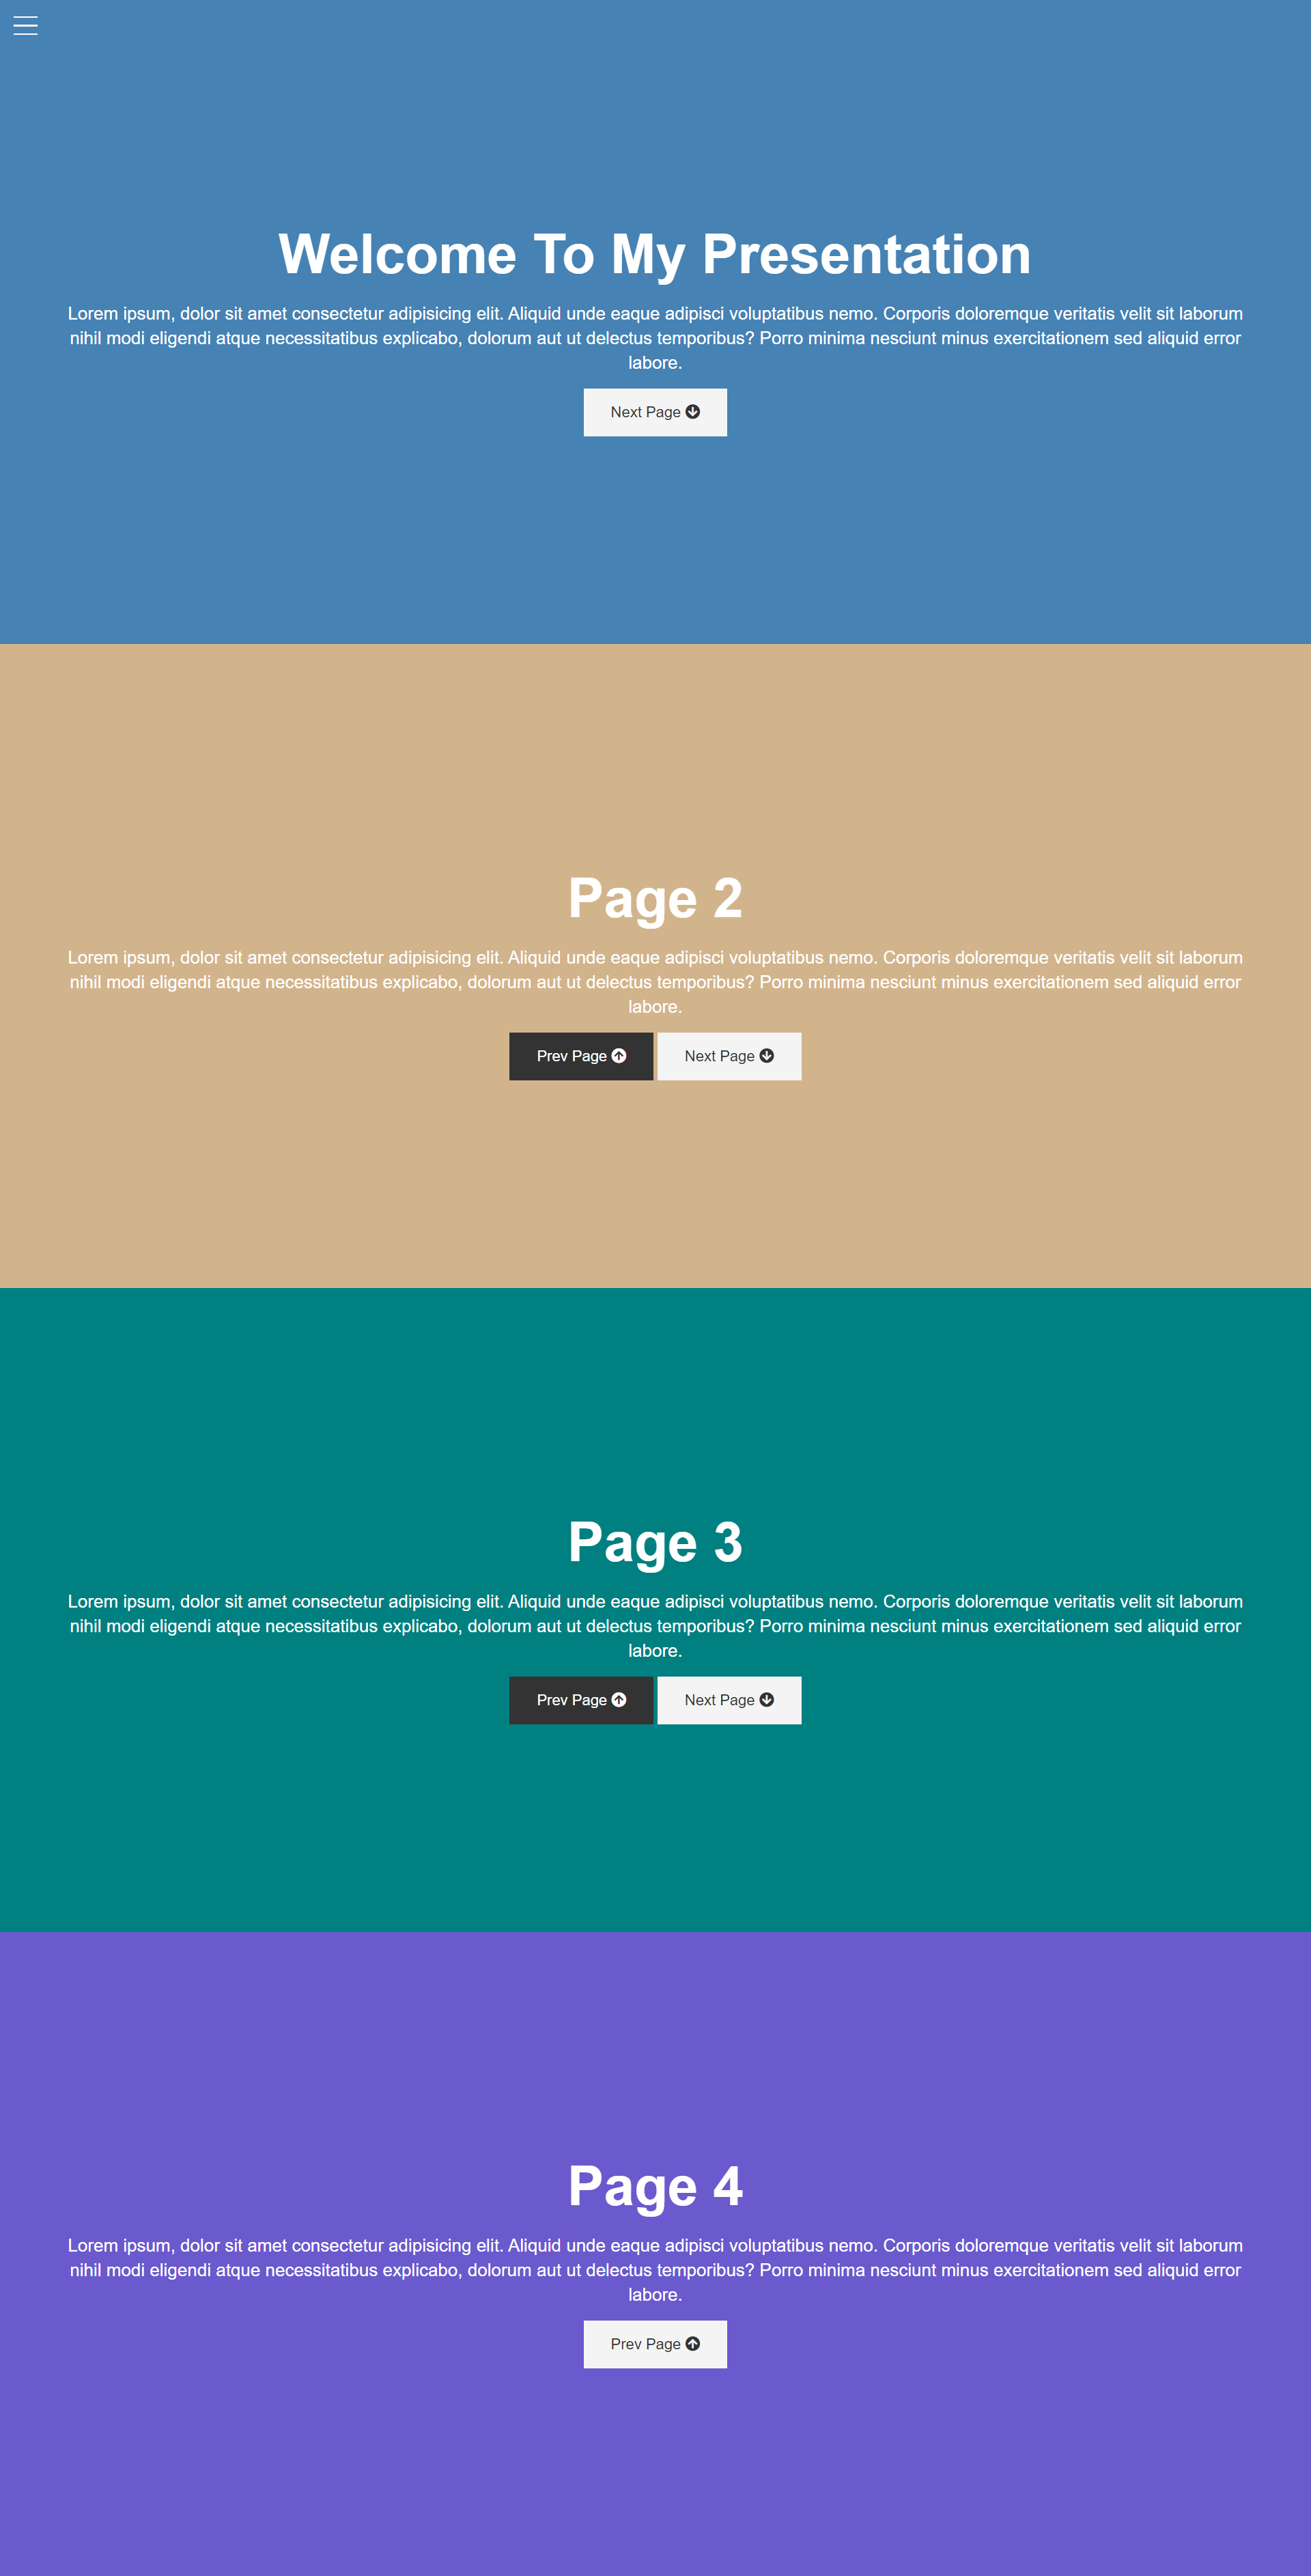 Welcome To My Presentation
Lorem ipsum, dolor sit amet consectetur adipisicing elit. Aliquid unde eaque adipisci voluptatibus nemo. Corporis doloremque veritatis velit sit laborum
nihil modi eligendi atque necessitatibus explicabo, dolorum aut ut delectus temporibus? Porro minima nesciunt minus exercitationem sed aliquid error
labore.
Next Page
Page 2
Lorem ipsum, dolor sit amet consectetur adipisicing elit. Aliquid unde eaque adipisci voluptatibus nemo. Corporis doloremque veritatis velit sit laborum
nihil modi eligendi atque necessitatibus explicabo, dolorum aut ut delectus temporibus? Porro minima nesciunt minus exercitationem sed aliquid error
labore.
Prev Page Next Page
Page 3
Lorem ipsum, dolor sit amet consectetur adipisicing elit. Aliquid unde eaque adipisci voluptatibus nemo. Corporis doloremque veritatis velit sit laborum
nihil modi eligendi atque necessitatibus explicabo, dolorum aut ut delectus temporibus? Porro minima nesciunt minus exercitationem sed aliquid error
labore.
Prev Page Next Page
Page 4
Lorem ipsum, dolor sit amet consectetur adipisicing elit. Aliquid unde eaque adipisci voluptatibus nemo. Corporis doloremque veritatis velit sit laborum
nihil modi eligendi atque necessitatibus explicabo, dolorum aut ut delectus temporibus? Porro minima nesciunt minus exercitationem sed aliquid error
labore.
Prev Page